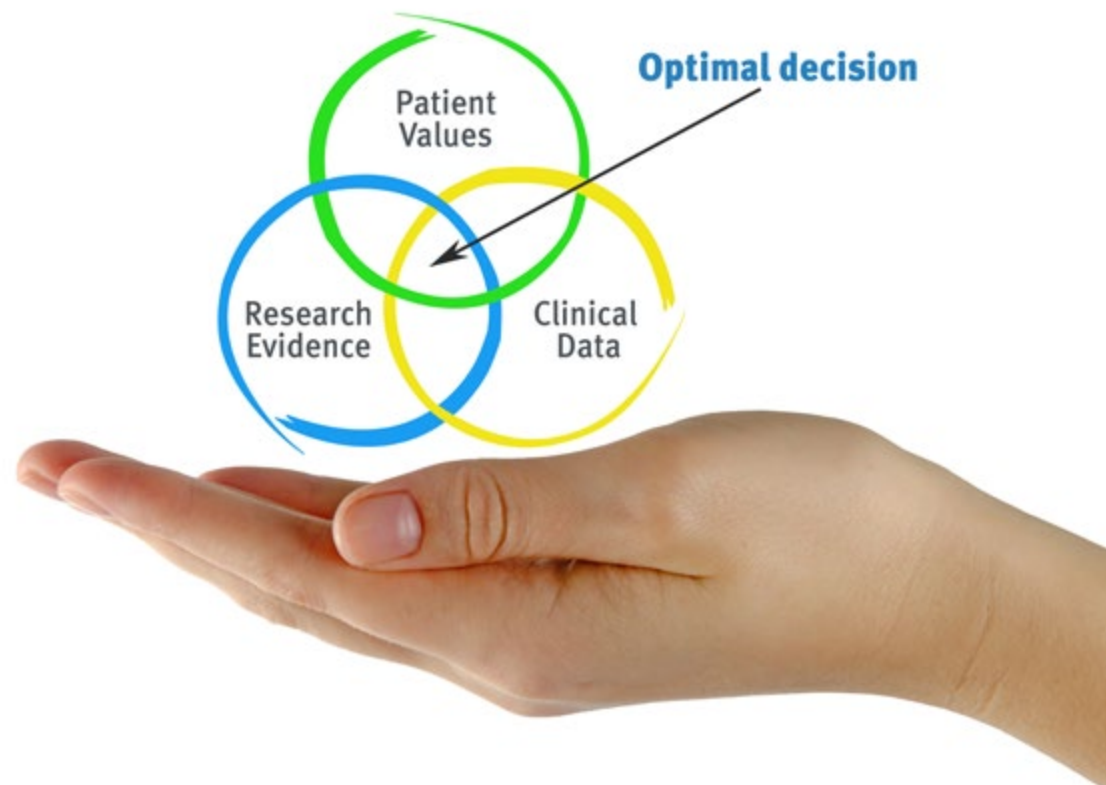 Optimal decision
Patient
Values
Research
Evidence
Clinical
Data